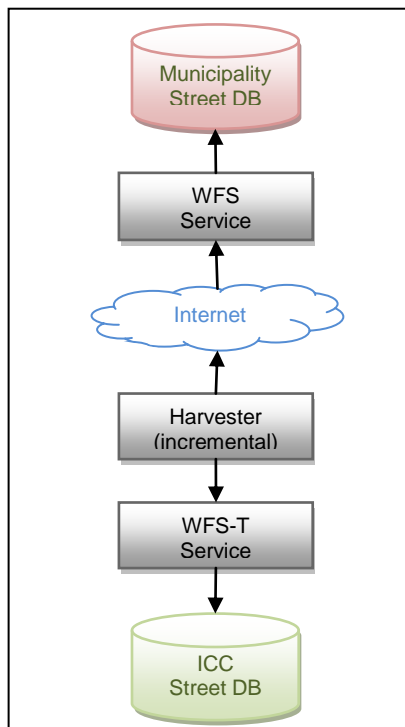 Municipality
Street DB
WFS
Service
Internet
Harvester
(incremental)
WFS-T
Service
ICC
Street DB